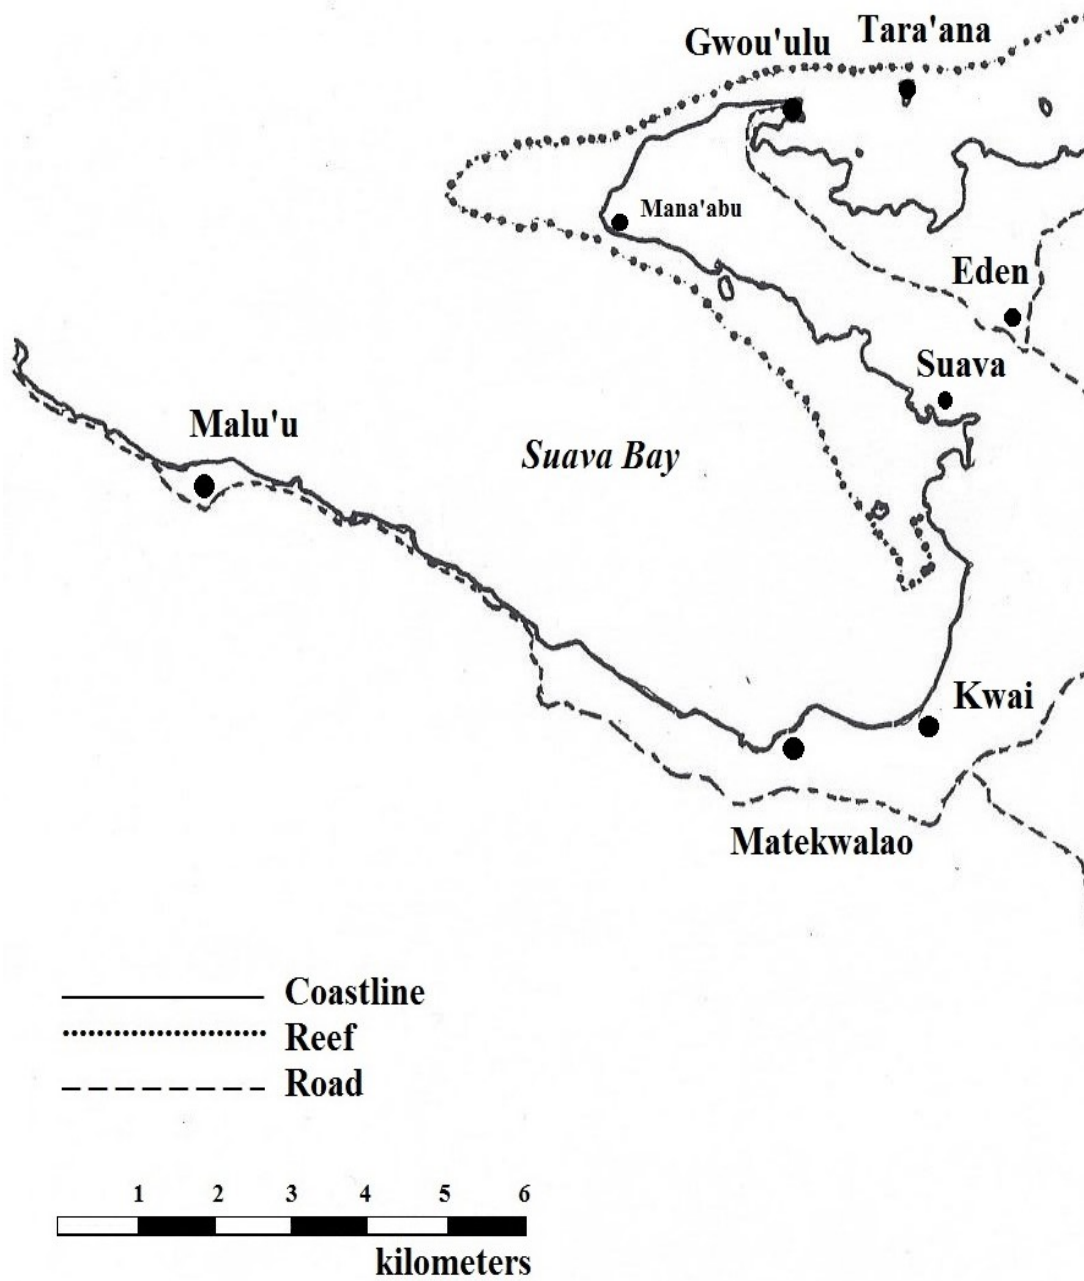 Tara'ana
Gwou'ulu
Mana'abu
Eden
Suava
Malu'u
Suava Bay
Kwai
Matekwalao
Coastline
Reef
Road
1 2 3 4 5 6
kilometers